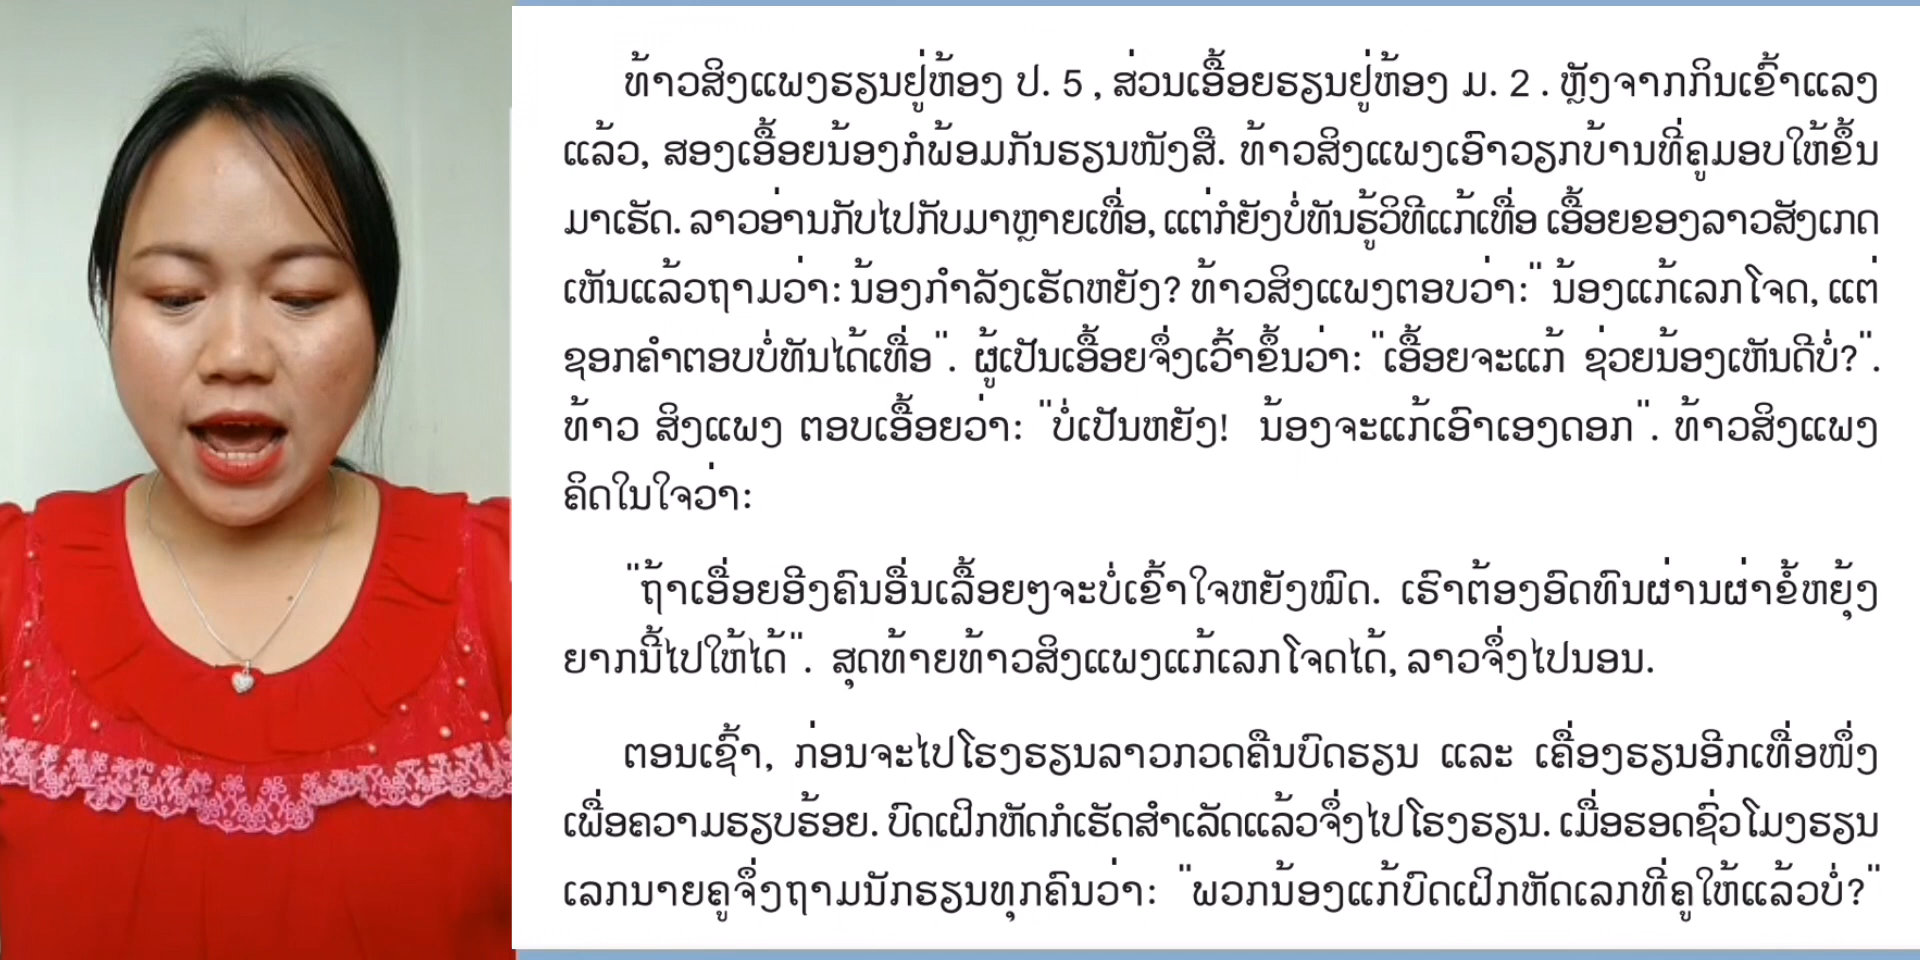 ທ້າວສິງແພງຮຽນຢູ່ຫ້ອງ ປ. 5 , ສ່ວນເອື້ອຍຮຽນຢູ່ຫ້ອງ ມ. 2 . ຫຼັງຈາກກິນເຂົ້າແລງ
ແລ້ວ, ສອງເອື້ອຍນ້ອງກໍພ້ອມກັນຮຽນໜັງສື. ທ້າວສິງແພງເອົາວຽກບ້ານທີ່ຄູມອບໃຫ້ຂຶ້ນ
ມາເຮັດ. ລາວອ່ານກັບໄປກັບມາຫຼາຍເທື່ອ, ແຕ່ກໍຍັງບໍ່ທັນຮູ້ວິທີແກ້ເທື່ອ ເອື້ອຍຂອງລາວສັງເກດ
ເຫັນແລ້ວຖາມວ່າ: ນ້ອງກໍາລັງເຮັດຫຍັງ? ທ້າວສິງແພງຕອບວ່າ: "ນ້ອງແກ້ເລກໂຈດ, ແຕ່
ຊອກຄໍາຕອບບໍ່ທັນໄດ້ເທື່ອ". ຜູ້ເປັນເອື້ອຍຈຶ່ງເວົ້າຂຶ້ນວ່າ: "ເອື້ອຍຈະແກ້ ຊ່ວຍນ້ອງເຫັນດີບໍ່?".
ທ້າວ ສິງແພງ ຕອບເອື້ອຍວ່າ: "ບໍ່ເປັນຫຍັງ! ນ້ອງຈະແກ້ເອົາເອງດອກ". ທ້າວສິງແພງ
ຄິດໃນໃຈວ່າ:
"ຖ້າເອື່ອຍອີງຄົນອື່ນເລື້ອຍໆຈະບໍ່ເຂົ້າໃຈຫຍັງໝົດ. ເຮົາຕ້ອງອົດທົນຜ່ານຜ່າຂໍ້ຫຍຸ້ງ
ຍາກນີ້ໄປໃຫ້ໄດ້". ສຸດທ້າຍທ້າວສິງແພງແກ້ເລກໂຈດໄດ້, ລາວຈຶ່ງໄປນອນ.
ຕອນເຊົ້າ, ກ່ອນຈະໄປໂຮງຮຽນລາວກວດຄືນບົດຮຽນ ແລະ ເຄື່ອງຮຽນອີກເທື່ອໜຶ່ງ
ເພື່ອຄວາມຮຽບຮ້ອຍ. ບົດເຝິກຫັດກໍເຮັດສໍາເລັດແລ້ວຈຶ່ງໄປໂຮງຮຽນ. ເມື່ອຮອດຊົ່ວໂມງຮຽນ
ເລກນາຍຄູຈຶ່ງຖາມນັກຮຽນທຸກຄົນວ່າ: "ພວກນ້ອງແກ້ບົດເຝິກຫັດເລກທີ່ຄູໃຫ້ແລ້ວບໍ່?"